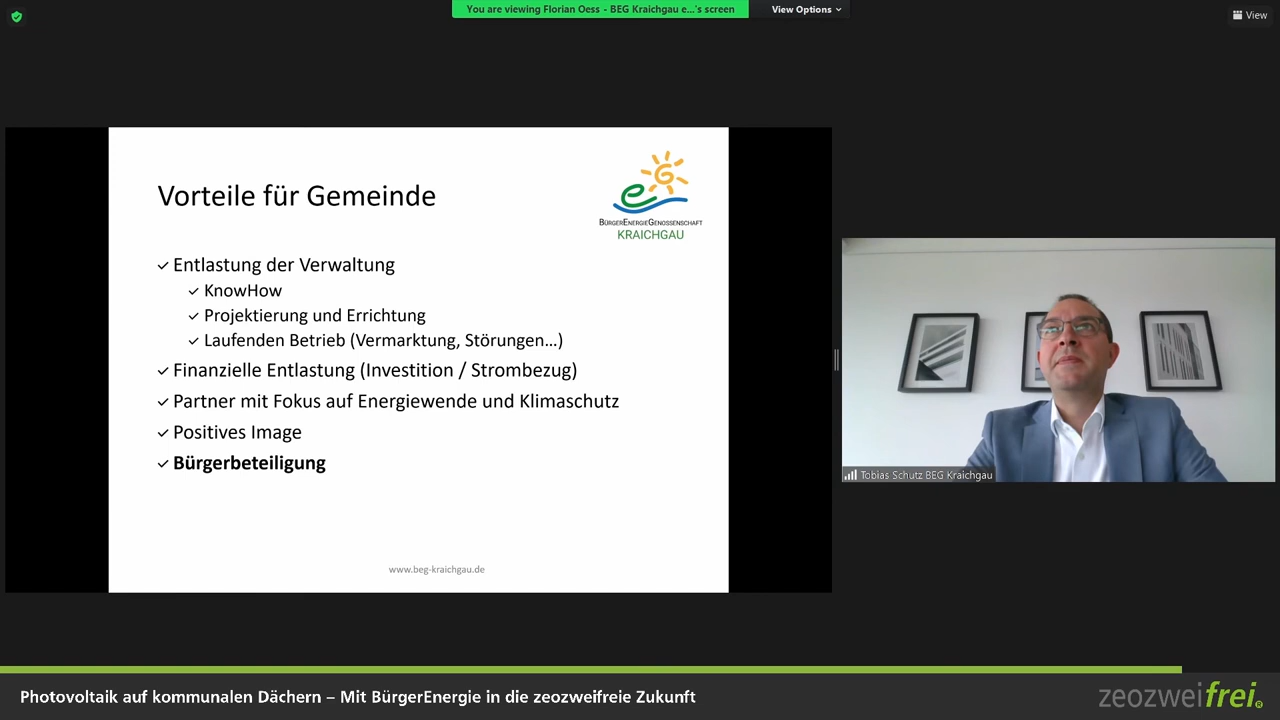 You are viewing Florian Oess - BEG Kraichgau e...'s screen
View Options
View
Vorteile für Gemeinde
BÜRGERENERGIEGENOSSENSCHAFT
KRAICHGAU
Entlastung der Verwaltung
KnowHow
Projektierung und Errichtung
Laufenden Betrieb (Vermarktung, Störungen...)
Finanzielle Entlastung (Investition / Strombezug)
Partner mit Fokus auf Energiewende und Klimaschutz
Positives Image
Bürgerbeteiligung
www.beg-kraichgau.de
Tobias Schutz BEG Kraichgau
Photovoltaik auf kommunalen Dächern – Mit BürgerEnergie in die zeozweifreie Zukunft
zeozweifrei.